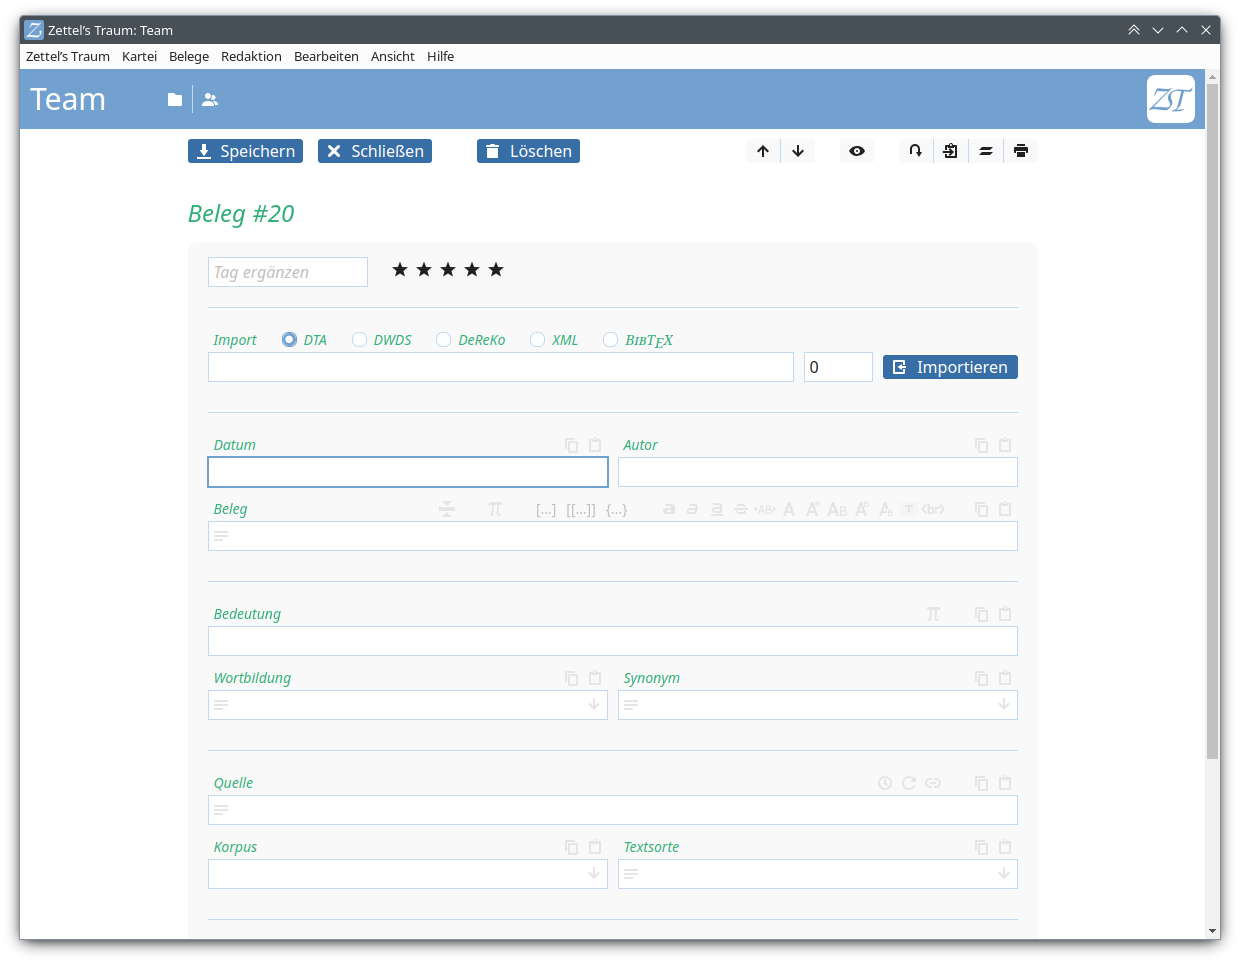 Zettel’s Traum: Team
Zettel’s Traum Kartei Belege Redaktion Bearbeiten Ansicht Hilfe
Team ZT
Speichern Schließen Löschen
Beleg #20
Tag ergänzen
Import DTA DWDS DeReKo XML BIBTEX
0 Importieren
Datum Autor
Beleg π [...] [[...]] {...} a a a a ‹AB› A A AB A A T <br>
Bedeutung π
Wortbildung Synonym
Quelle
Korpus Textsorte